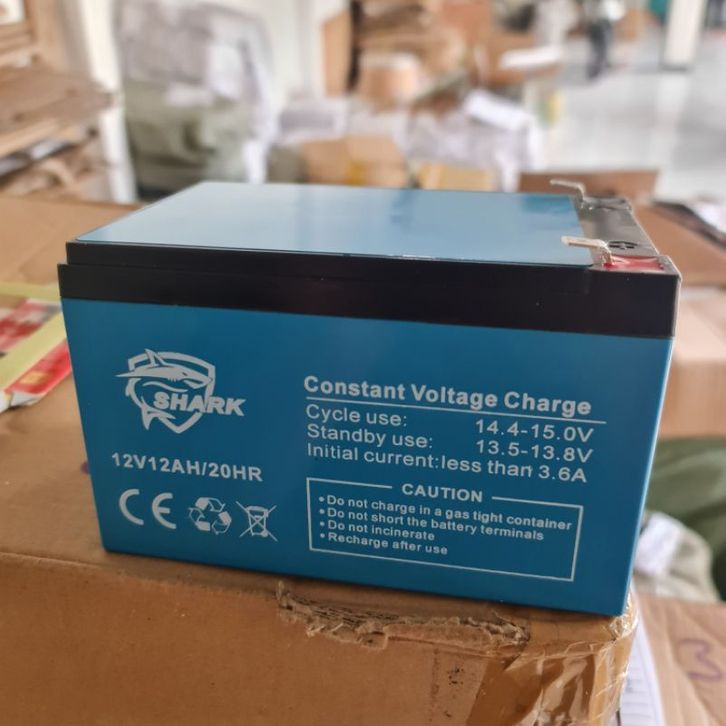 SHARK
12V12AH/20HR
CE
Constant Voltage Charge
Cycle use: 14.4-15.0V
Standby use: 13.5-13.8V
Initial current: less than 3.6A
CAUTION
• Do not charge in a gas tight container
• Do not short the battery terminals
• Do not incinerate
• Recharge after use
3